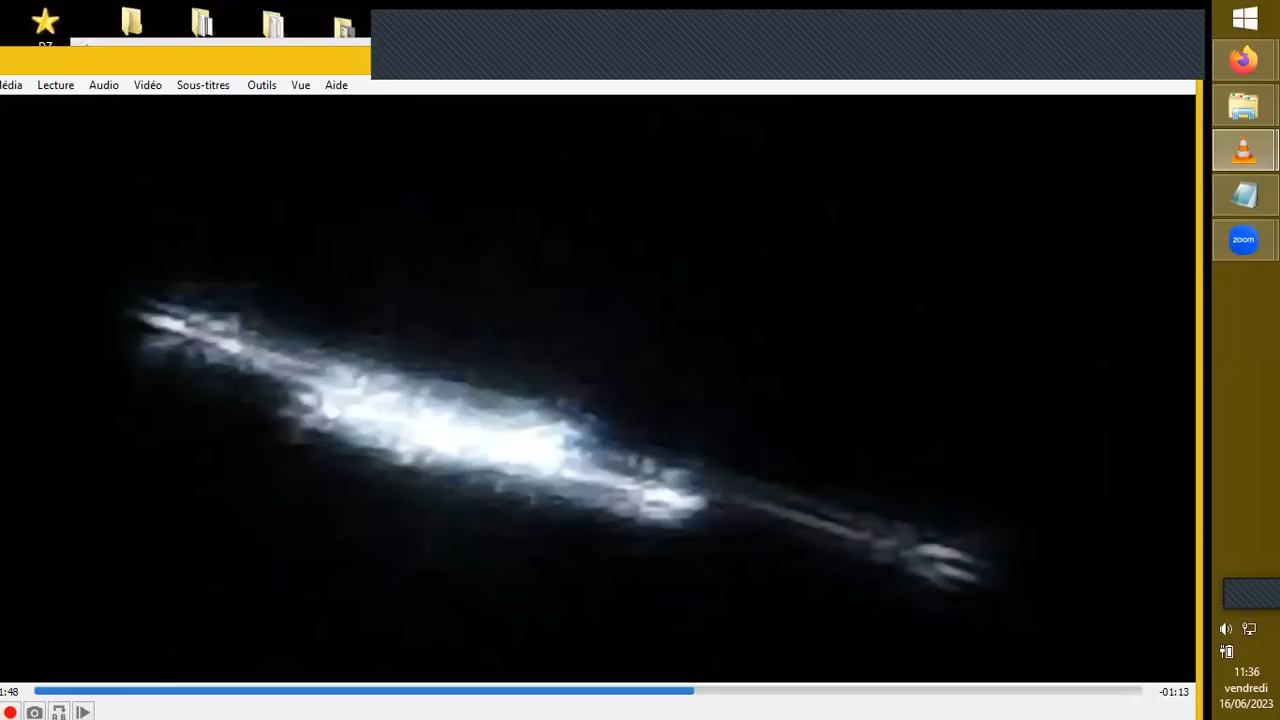 édia Lecture Audio Vidéo Sous-titres Outils Vue Aide
zoom
1:48
-01:13
11:36
vendredi
16/06/2023